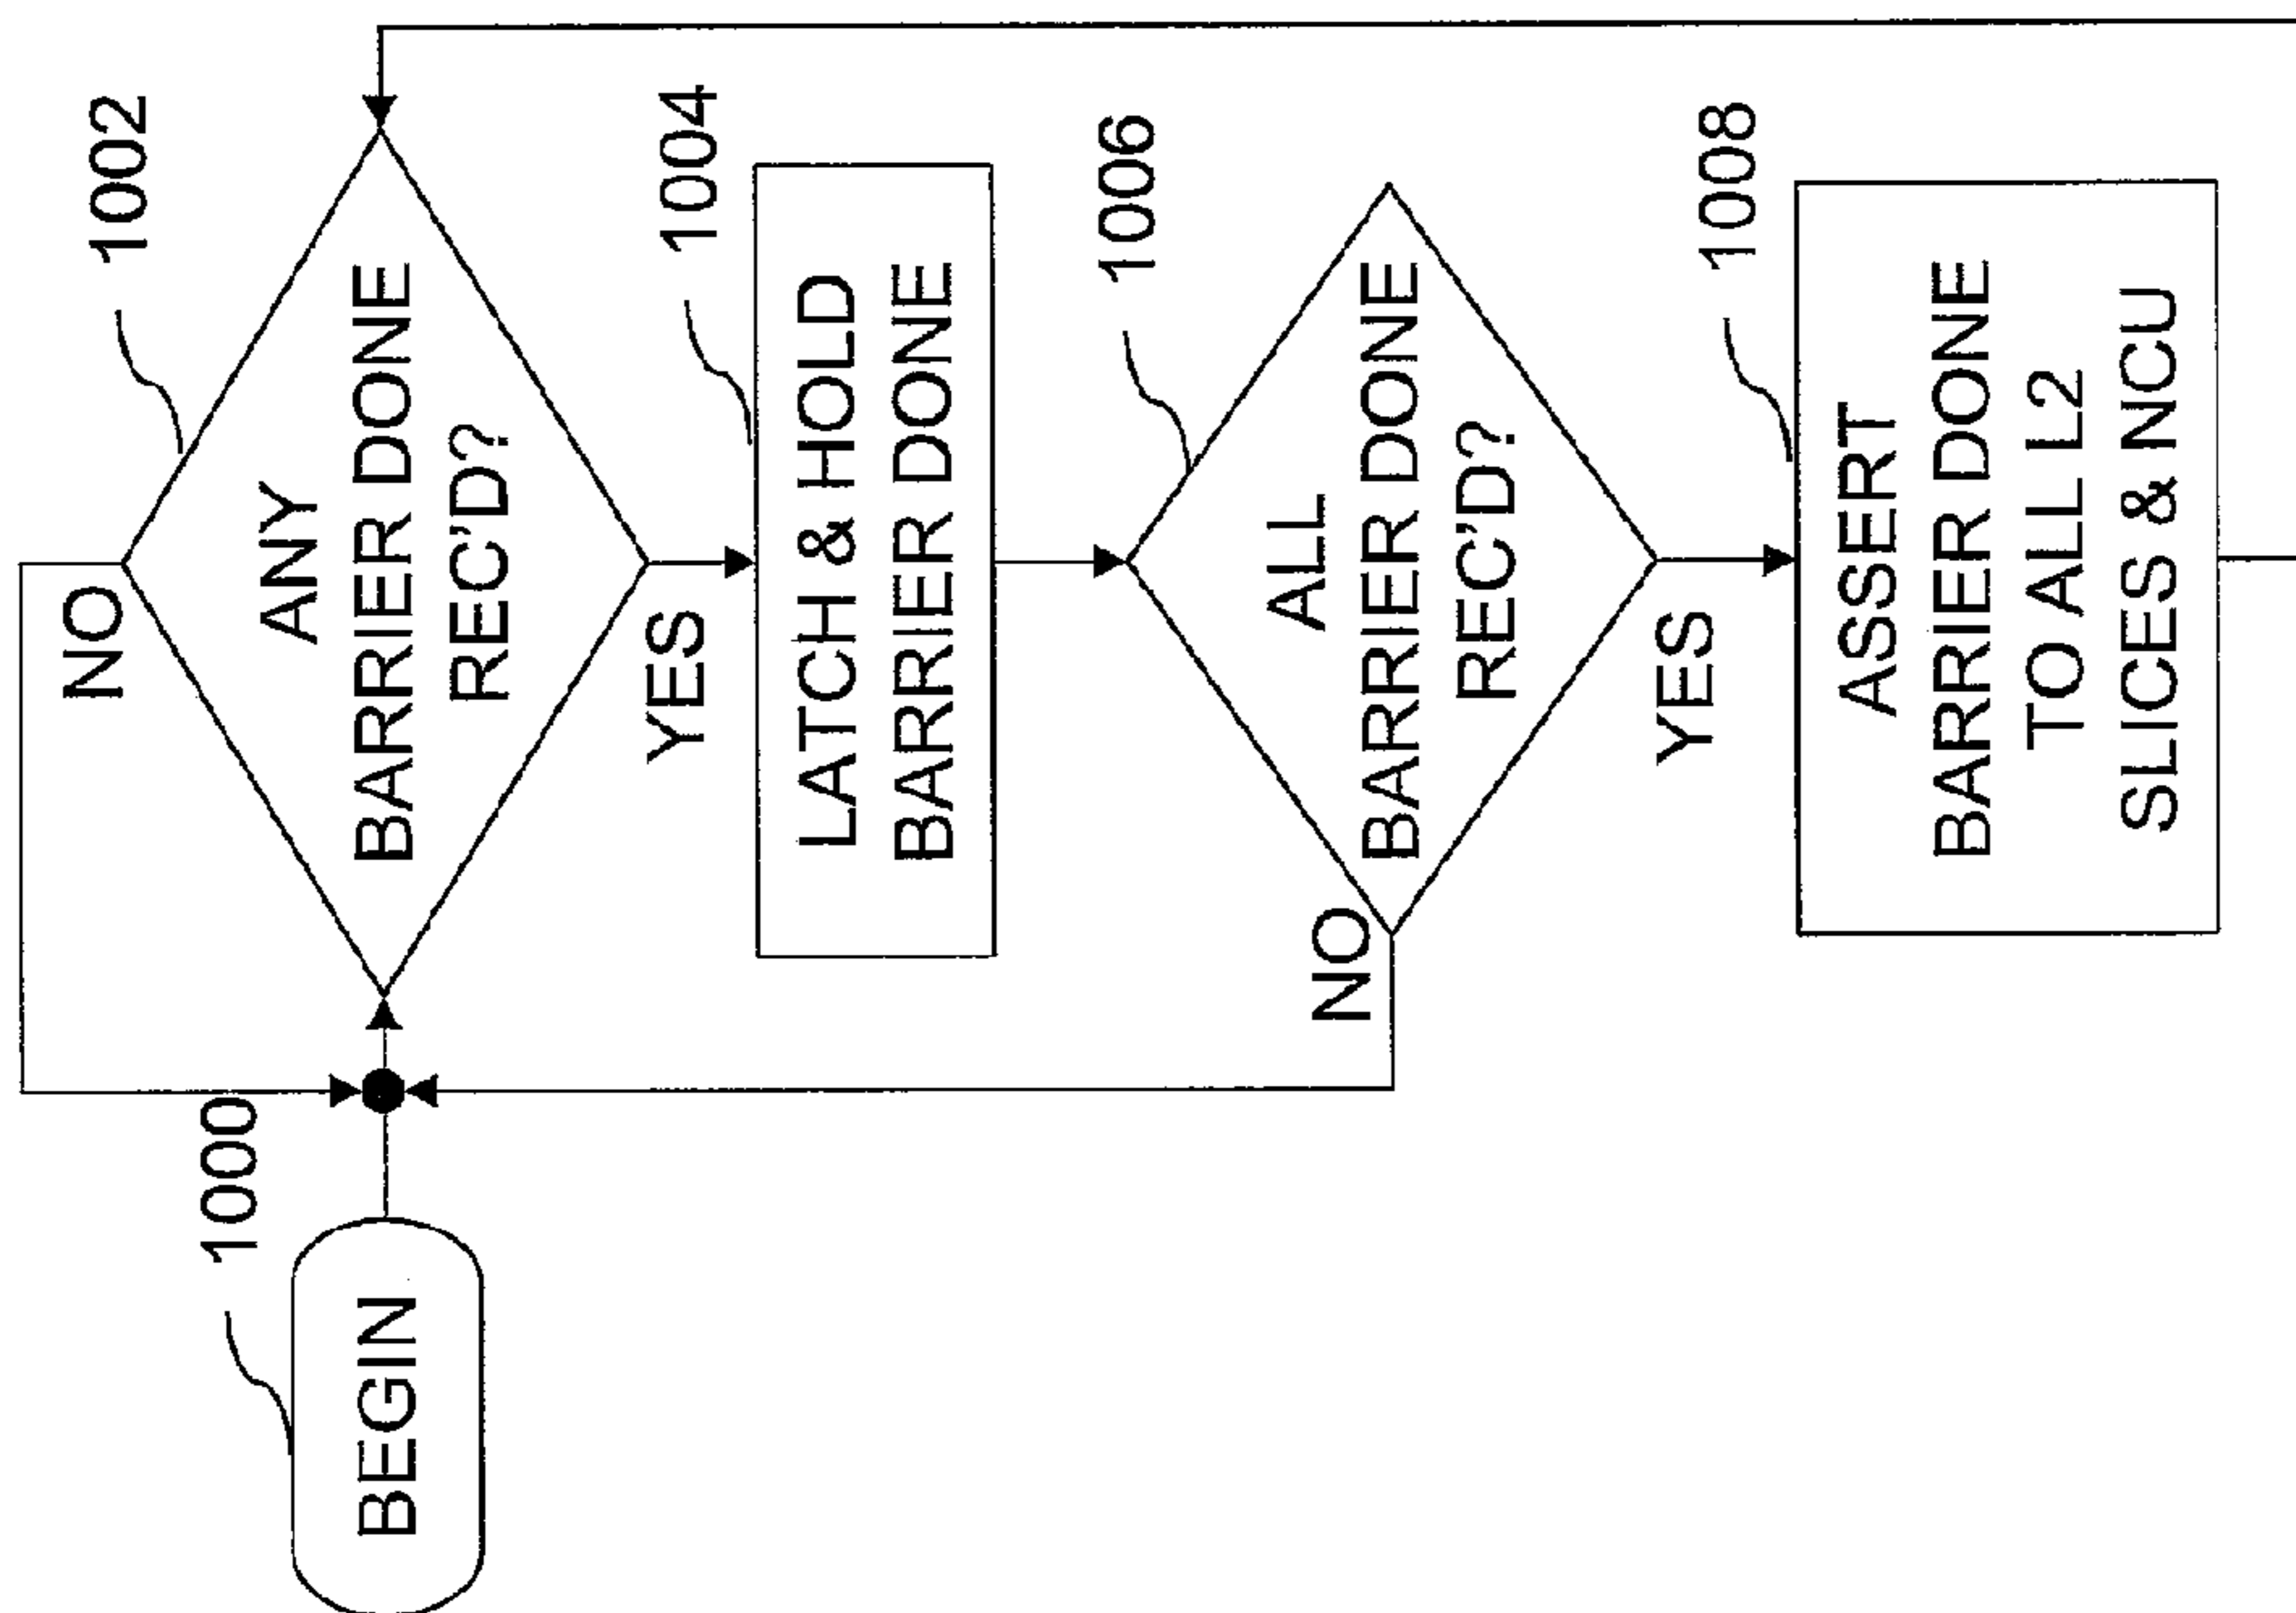 BEGIN
1000
NO
ANY
BARRIER DONE
REC'D?
1002
YES
LATCH & HOLD
BARRIER DONE
1004
ALL
BARRIER DONE
REC'D?
1006
NO
YES
ASSERT
BARRIER DONE
TO ALL L2
SLICES & NCU
1008